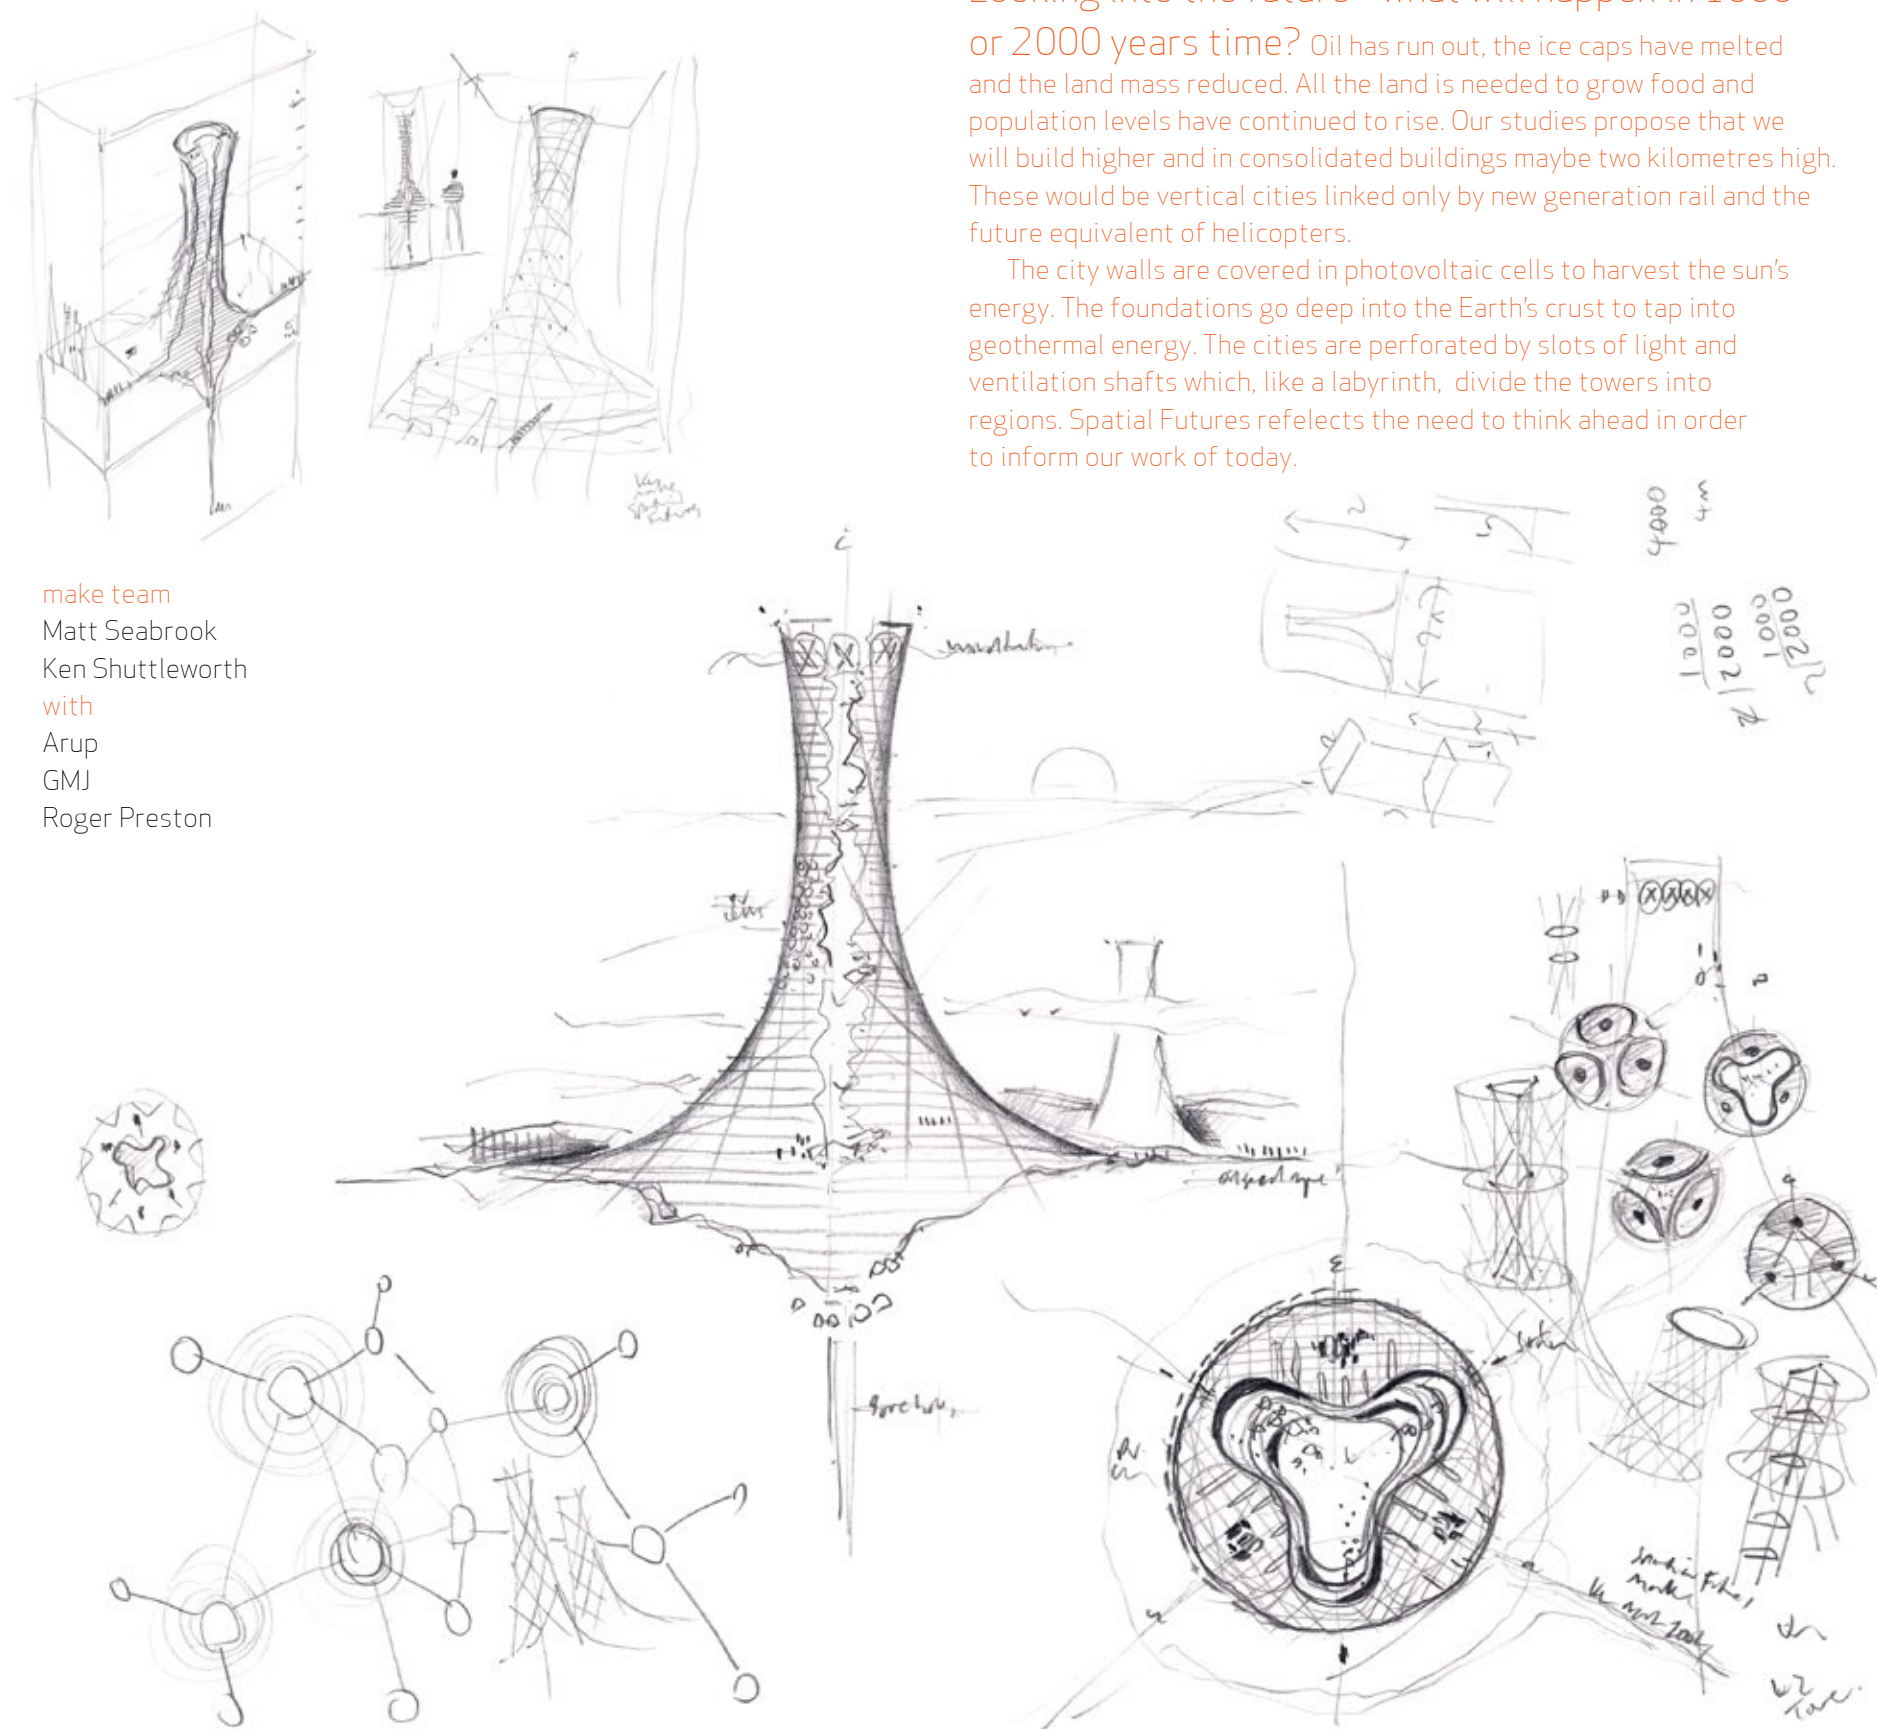 or 2000 years time? Oil has run out, the ice caps have melted
and the land mass reduced. All the land is needed to grow food and
population levels have continued to rise. Our studies propose that we
will build higher and in consolidated buildings maybe two kilometres high.
These would be vertical cities linked only by new generation rail and the
future equivalent of helicopters.
The city walls are covered in photovoltaic cells to harvest the sun's
energy. The foundations go deep into the Earth's crust to tap into
geothermal energy. The cities are perforated by slots of light and
ventilation shafts which, like a labyrinth, divide the towers into
regions. Spatial Futures refelects the need to think ahead in order
to inform our work of today.
make team
Matt Seabrook
Ken Shuttleworth
with
Arup
GMJ
Roger Preston
4000
2000
1000
0002
1000